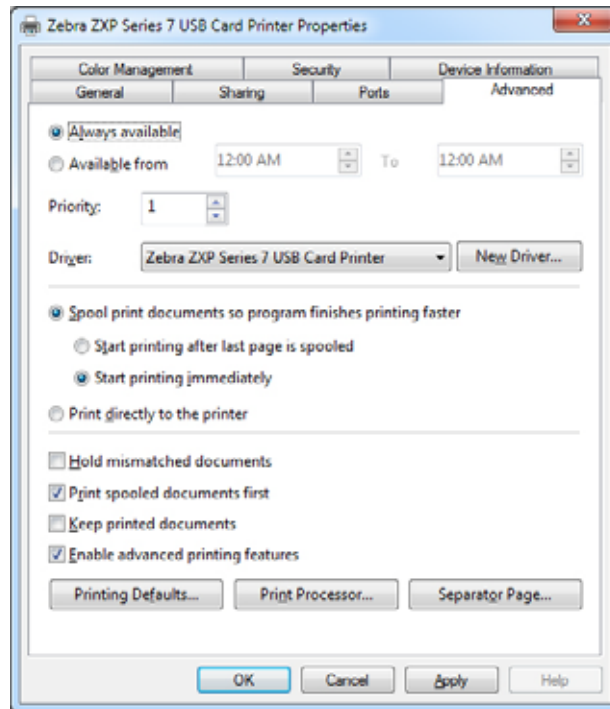 Zebra ZXP Series 7 USB Card Printer Properties
Color Management Security Device Information
General Sharing Ports Advanced
Always available
Available from 12:00 AM To 12:00 AM
Priority: 1
Driver: Zebra ZXP Series 7 USB Card Printer New Driver...
Spool print documents so program finishes printing faster
Start printing after last page is spooled
Start printing immediately
Print directly to the printer
Hold mismatched documents
Print spooled documents first
Keep printed documents
Enable advanced printing features
Printing Defaults... Print Processor... Separator Page...
OK Cancel Apply Help